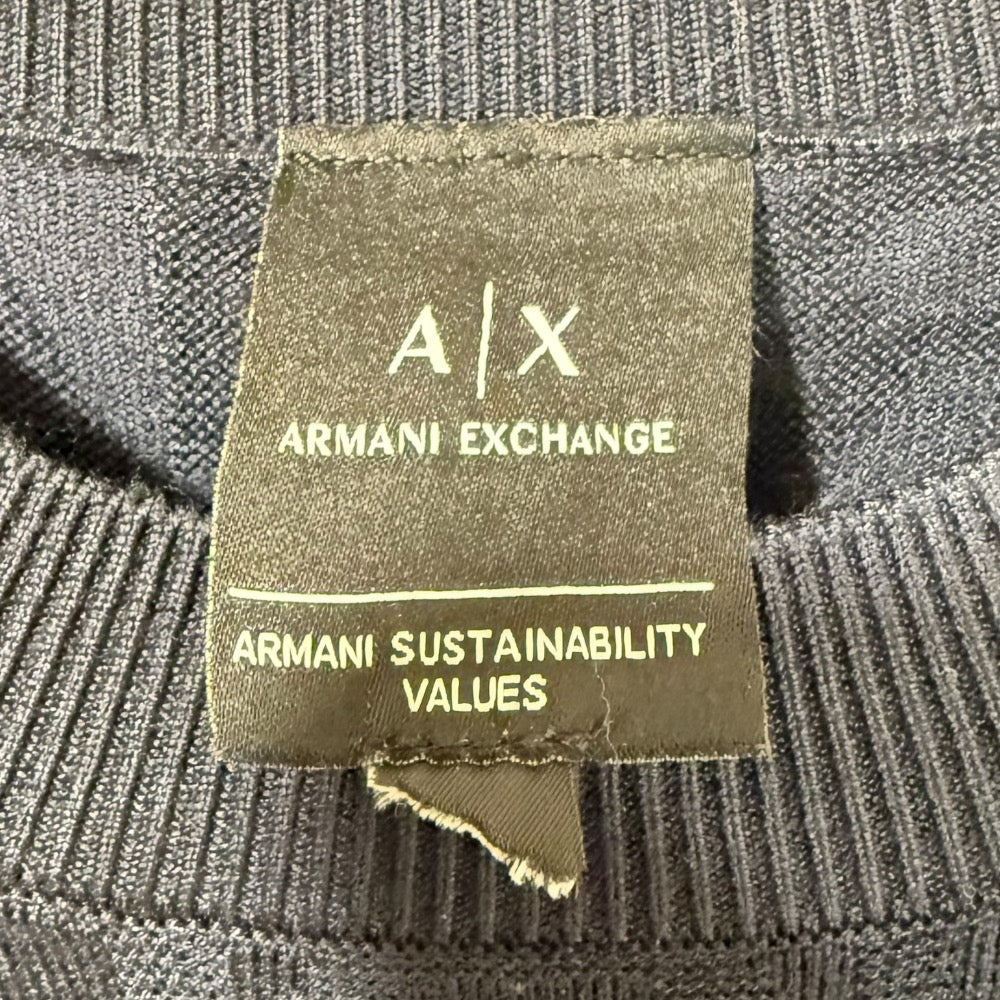 A|X
ARMANI EXCHANGE
ARMANI SUSTAINABILITY
VALUES